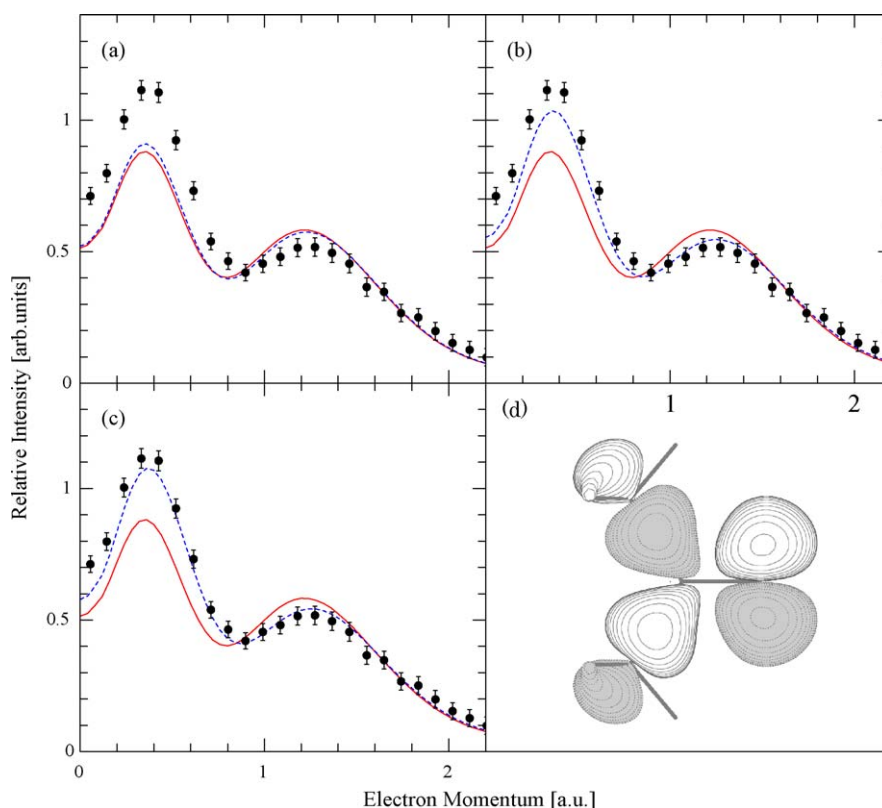 (a)
(b)
1
0.5
0
(c)
(d)
1 2
1
0.5
0
0 1 2
Relative Intensity [arb.units]
Electron Momentum [a.u.]